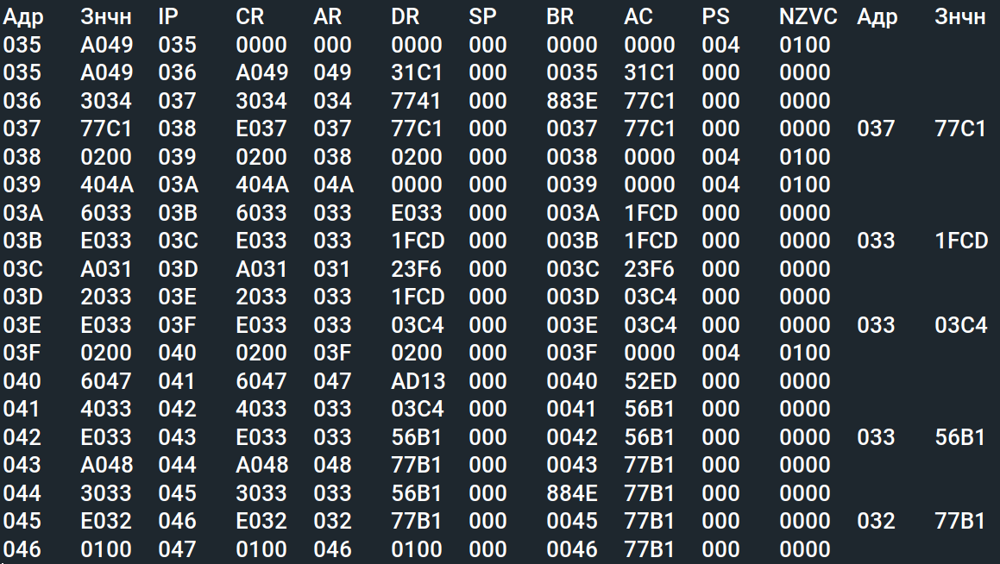 Адр Знчн IP CR AR DR SP BR AC PS NZVC Адр Знчн
035 A049 035 0000 000 0000 000 0000 0000 004 0100
035 A049 036 A049 049 31C1 000 0035 31C1 000 0000
036 3034 037 3034 034 7741 000 883E 77C1 000 0000
037 77C1 038 E037 037 77C1 000 0037 77C1 000 0000 037 77C1
038 0200 039 0200 038 0200 000 0038 0000 004 0100
039 404A 03A 404A 04A 0000 000 0039 0000 004 0100
03A 6033 03B 6033 033 E033 000 003A 1FCD 000 0000
03B E033 03C E033 033 1FCD 000 003B 1FCD 000 0000 033 1FCD
03C A031 03D A031 031 23F6 000 003C 23F6 000 0000
03D 2033 03E 2033 033 1FCD 000 003D 03C4 000 0000
03E E033 03F E033 033 03C4 000 003E 03C4 000 0000 033 03C4
03F 0200 040 0200 03F 0200 000 003F 0000 004 0100
040 6047 041 6047 047 AD13 000 0040 52ED 000 0000
041 4033 042 4033 033 03C4 000 0041 56B1 000 0000
042 E033 043 E033 033 56B1 000 0042 56B1 000 0000 033 56B1
043 A048 044 A048 048 77B1 000 0043 77B1 000 0000
044 3033 045 3033 033 56B1 000 884E 77B1 000 0000
045 E032 046 E032 032 77B1 000 0045 77B1 000 0000 032 77B1
046 0100 047 0100 046 0100 000 0046 77B1 000 0000